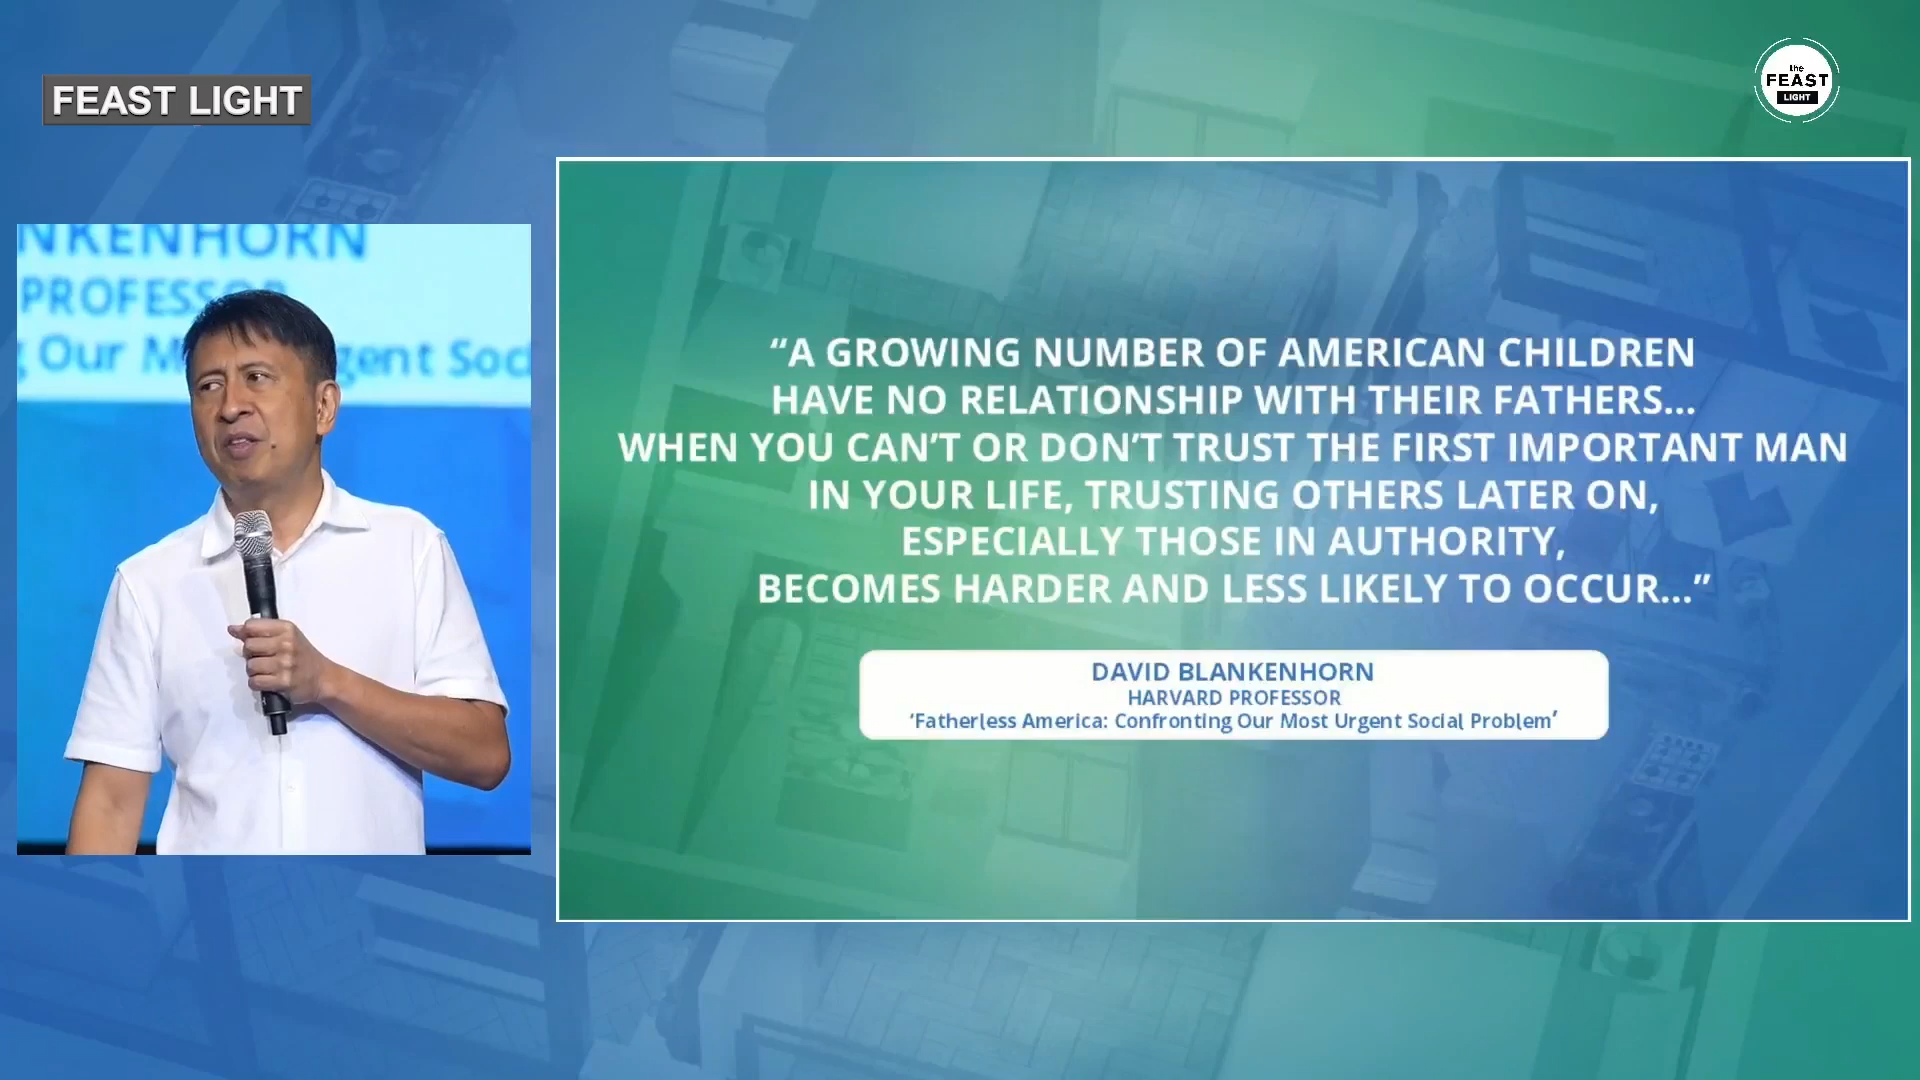 FEAST LIGHT
the
FEAST
LIGHT
NKENHORN
PROFESSOR
g Our M gent Soci
“A GROWING NUMBER OF AMERICAN CHILDREN
HAVE NO RELATIONSHIP WITH THEIR FATHERS...
WHEN YOU CAN’T OR DON’T TRUST THE FIRST IMPORTANT MAN
IN YOUR LIFE, TRUSTING OTHERS LATER ON,
ESPECIALLY THOSE IN AUTHORITY,
BECOMES HARDER AND LESS LIKELY TO OCCUR...”
DAVID BLANKENHORN
HARVARD PROFESSOR
‘Fatherless America: Confronting Our Most Urgent Social Problem’